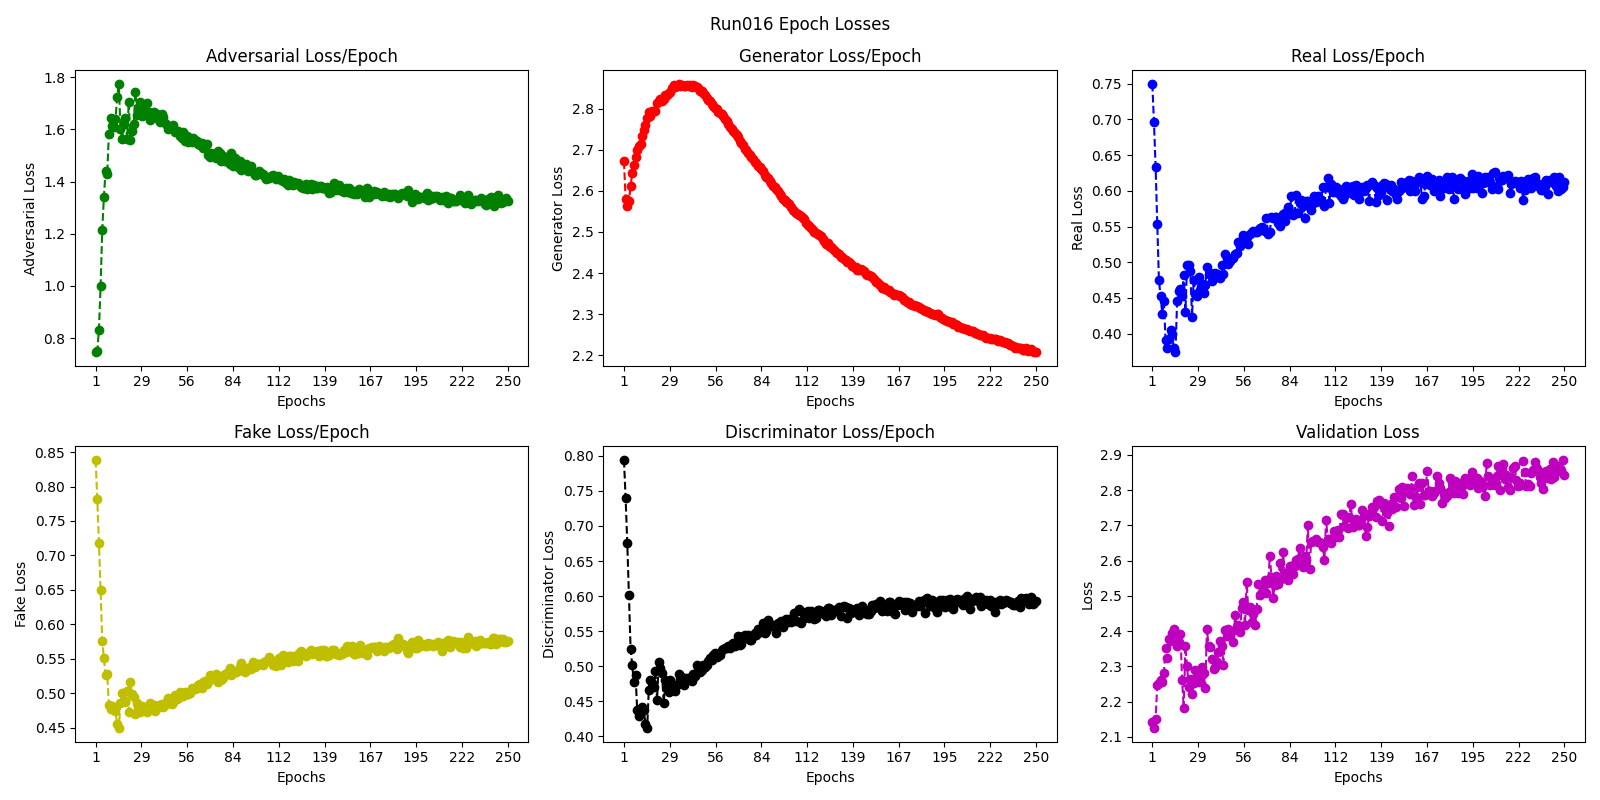 Run016 Epoch Losses
Adversarial Loss/Epoch
Adversarial Loss
1.8
1.6
1.4
1.2
1.0
0.8
1 29 56 84 112 139 167 195 222 250
Epochs
Generator Loss/Epoch
Generator Loss
2.8
2.7
2.6
2.5
2.4
2.3
2.2
1 29 56 84 112 139 167 195 222 250
Epochs
Real Loss/Epoch
Real Loss
0.75
0.70
0.65
0.60
0.55
0.50
0.45
0.40
1 29 56 84 112 139 167 195 222 250
Epochs
Fake Loss/Epoch
Fake Loss
0.85
0.80
0.75
0.70
0.65
0.60
0.55
0.50
0.45
1 29 56 84 112 139 167 195 222 250
Epochs
Discriminator Loss/Epoch
Discriminator Loss
0.80
0.75
0.70
0.65
0.60
0.55
0.50
0.45
0.40
1 29 56 84 112 139 167 195 222 250
Epochs
Validation Loss
Loss
2.9
2.8
2.7
2.6
2.5
2.4
2.3
2.2
2.1
1 29 56 84 112 139 167 195 222 250
Epochs